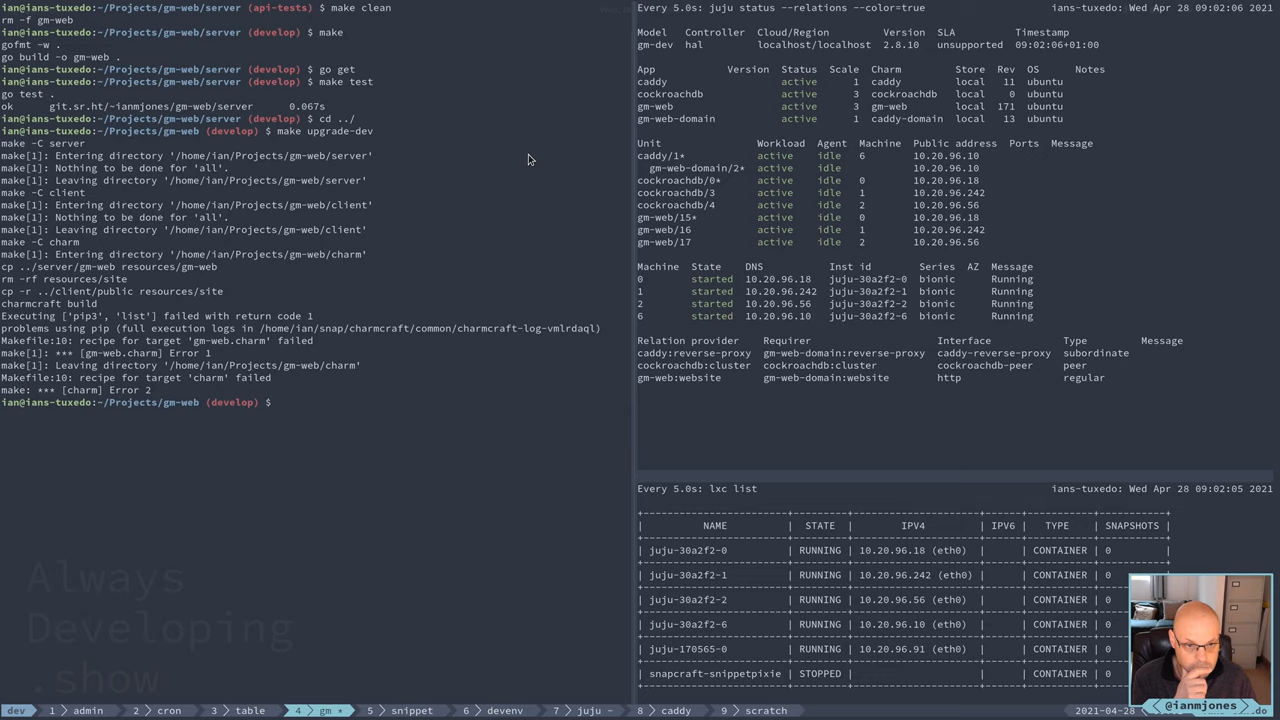 ian@ians-tuxedo:~/Projects/gm-web/server (api-tests) $ make clean
rm -f gm-web
ian@ians-tuxedo:~/Projects/gm-web/server (develop) $ make
gofmt -w .
go build -o gm-web .
ian@ians-tuxedo:~/Projects/gm-web/server (develop) $ go get
ian@ians-tuxedo:~/Projects/gm-web/server (develop) $ make test
go test .
ok git.sr.ht/~ianmjones/gm-web/server 0.067s
ian@ians-tuxedo:~/Projects/gm-web/server (develop) $ cd ../
ian@ians-tuxedo:~/Projects/gm-web (develop) $ make upgrade-dev
make -C server
make[1]: Entering directory '/home/ian/Projects/gm-web/server'
make[1]: Nothing to be done for 'all'.
make[1]: Leaving directory '/home/ian/Projects/gm-web/server'
make -C client
make[1]: Entering directory '/home/ian/Projects/gm-web/client'
make[1]: Nothing to be done for 'all'.
make[1]: Leaving directory '/home/ian/Projects/gm-web/client'
make -C charm
make[1]: Entering directory '/home/ian/Projects/gm-web/charm'
cp ../server/gm-web resources/gm-web
rm -rf resources/site
cp -r ../client/public resources/site
charmcraft build
Executing ['pip3', 'list'] failed with return code 1
problems using pip (full execution logs in /home/ian/snap/charmcraft/common/charmcraft-log-vmlrdaql)
Makefile:10: recipe for target 'gm-web.charm' failed
make[1]: *** [gm-web.charm] Error 1
make[1]: Leaving directory '/home/ian/Projects/gm-web/charm'
Makefile:10: recipe for target 'charm' failed
make: *** [charm] Error 2
ian@ians-tuxedo:~/Projects/gm-web (develop) $
Always
Developing
.show
Every 5.0s: juju status --relations --color=true ians-tuxedo: Wed Apr 28 09:02:06 2021
Model Controller Cloud/Region Version SLA Timestamp
gm-dev hal localhost/localhost 2.8.10 unsupported 09:02:06+01:00
App Version Status Scale Charm Store Rev OS Notes
caddy active 1 caddy local 11 ubuntu
cockroachdb active 3 cockroachdb local 0 ubuntu
gm-web active 3 gm-web local 171 ubuntu
gm-web-domain active 1 caddy-domain local 13 ubuntu
Unit Workload Agent Machine Public address Ports Message
caddy/1* active idle 6 10.20.96.10
gm-web-domain/2* active idle 10.20.96.10
cockroachdb/0* active idle 0 10.20.96.18
cockroachdb/3 active idle 1 10.20.96.242
cockroachdb/4 active idle 2 10.20.96.56
gm-web/15* active idle 0 10.20.96.18
gm-web/16 active idle 1 10.20.96.242
gm-web/17 active idle 2 10.20.96.56
Machine State DNS Inst id Series AZ Message
0 started 10.20.96.18 juju-30a2f2-0 bionic Running
1 started 10.20.96.242 juju-30a2f2-1 bionic Running
2 started 10.20.96.56 juju-30a2f2-2 bionic Running
6 started 10.20.96.10 juju-30a2f2-6 bionic Running
Relation provider Requirer Interface Type Message
caddy:reverse-proxy gm-web-domain:reverse-proxy caddy-reverse-proxy subordinate
cockroachdb:cluster cockroachdb:cluster cockroachdb-peer peer
gm-web:website gm-web-domain:website http regular
Every 5.0s: lxc list ians-tuxedo: Wed Apr 28 09:02:05 2021
| NAME | STATE | IPV4 | IPV6 | TYPE | SNAPSHOTS |
| juju-30a2f2-0 | RUNNING | 10.20.96.18 (eth0) | | CONTAINER | 0 |
| juju-30a2f2-1 | RUNNING | 10.20.96.242 (eth0) | | CONTAINER | 0
| juju-30a2f2-2 | RUNNING | 10.20.96.56 (eth0) | | CONTAINER | 0
| juju-30a2f2-6 | RUNNING | 10.20.96.10 (eth0) | | CONTAINER | 0
| juju-170565-0 | RUNNING | 10.20.96.91 (eth0) | | CONTAINER | 0
| snapcraft-snippetpixie | STOPPED | | | CONTAINER | 0
@ianmjones
dev 1 admin 2 cron 3 table 4 gm * 5 snippet 6 devenv 7 juju - 8 caddy 9 scratch 2021-04-28